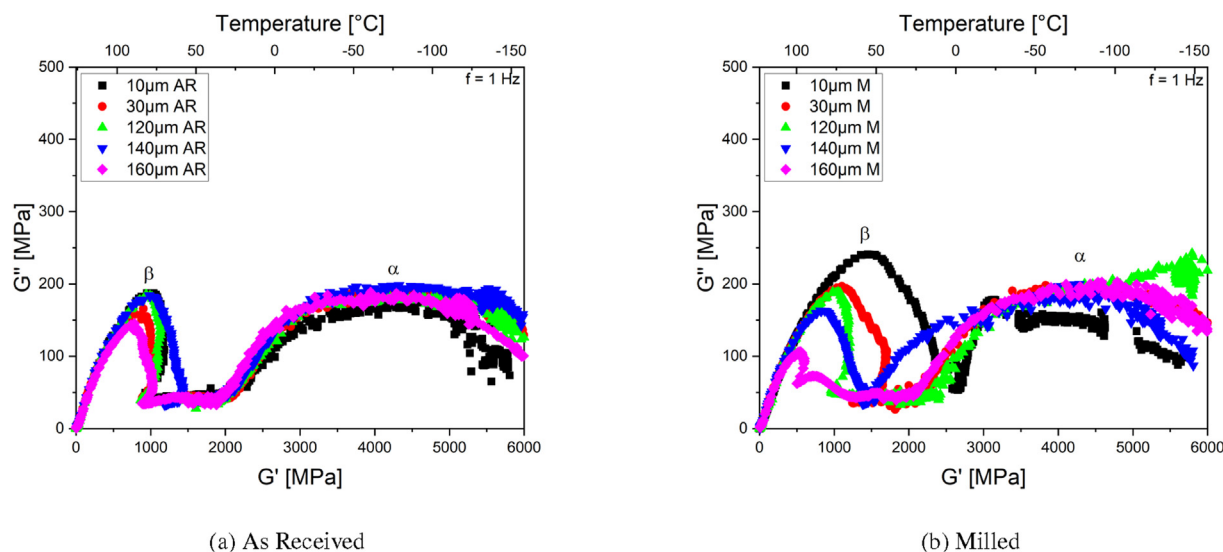 Temperature [°C]
100 50 0 -50 -100 -150
500
400
300
200
100
0
G" [MPa]
f = 1 Hz
10µm AR
30µm AR
120µm AR
140µm AR
160µm AR
β
α
0 1000 2000 3000 4000 5000 6000
G' [MPa]
(a) As Received
Temperature [°C]
100 50 0 -50 -100 -150
500
400
300
200
100
0
G" [MPa]
f = 1 Hz
10µm M
30µm M
120µm M
140µm M
160µm M
β
α
0 1000 2000 3000 4000 5000 6000
G' [MPa]
(b) Milled